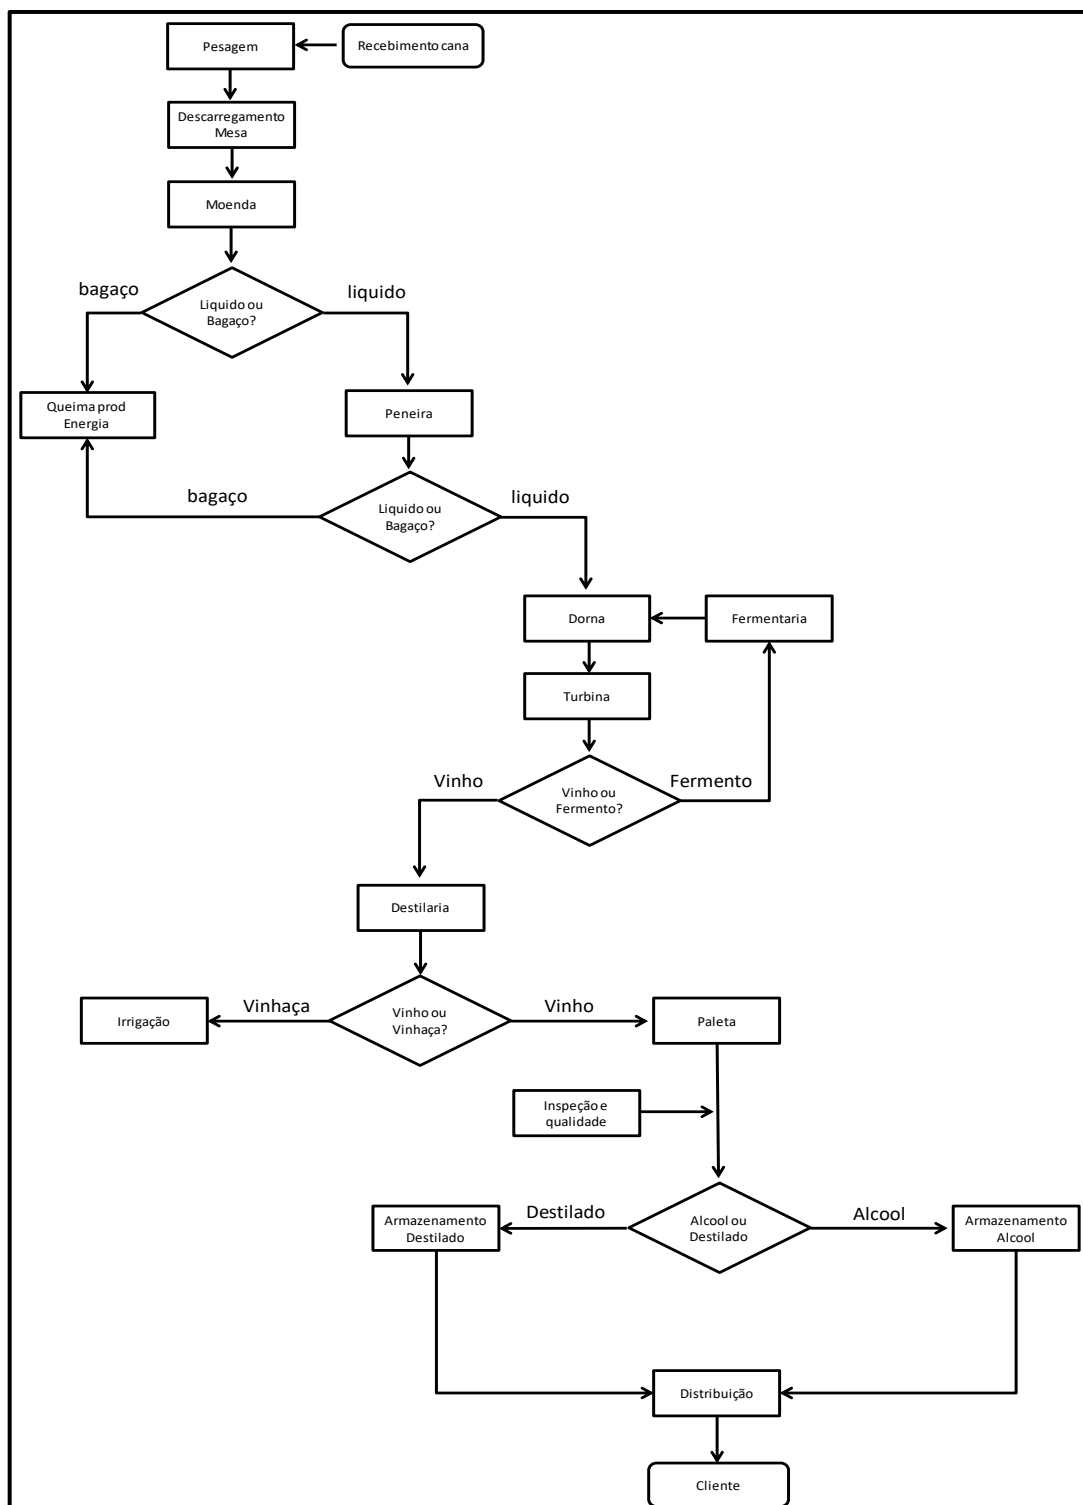 Pesagem
Recebimento cana
Descarregamento
Mesa
Moenda
bagaço
liquido
Liquido ou
Bagaço?
Queima prod
Energia
Peneira
bagaço
liquido
Liquido ou
Bagaço?
Dorna
Fermentaria
Turbina
Vinho
Fermento
Vinho ou
Fermento?
Destilaria
Vinhaça
Vinho
Irrigação
Vinho ou
Vinhaça?
Paleta
Inspeção e
qualidade
Destilado
Alcool
Armazenamento
Destilado
Alcool ou
Destilado
Armazenamento
Alcool
Distribuição
Cliente